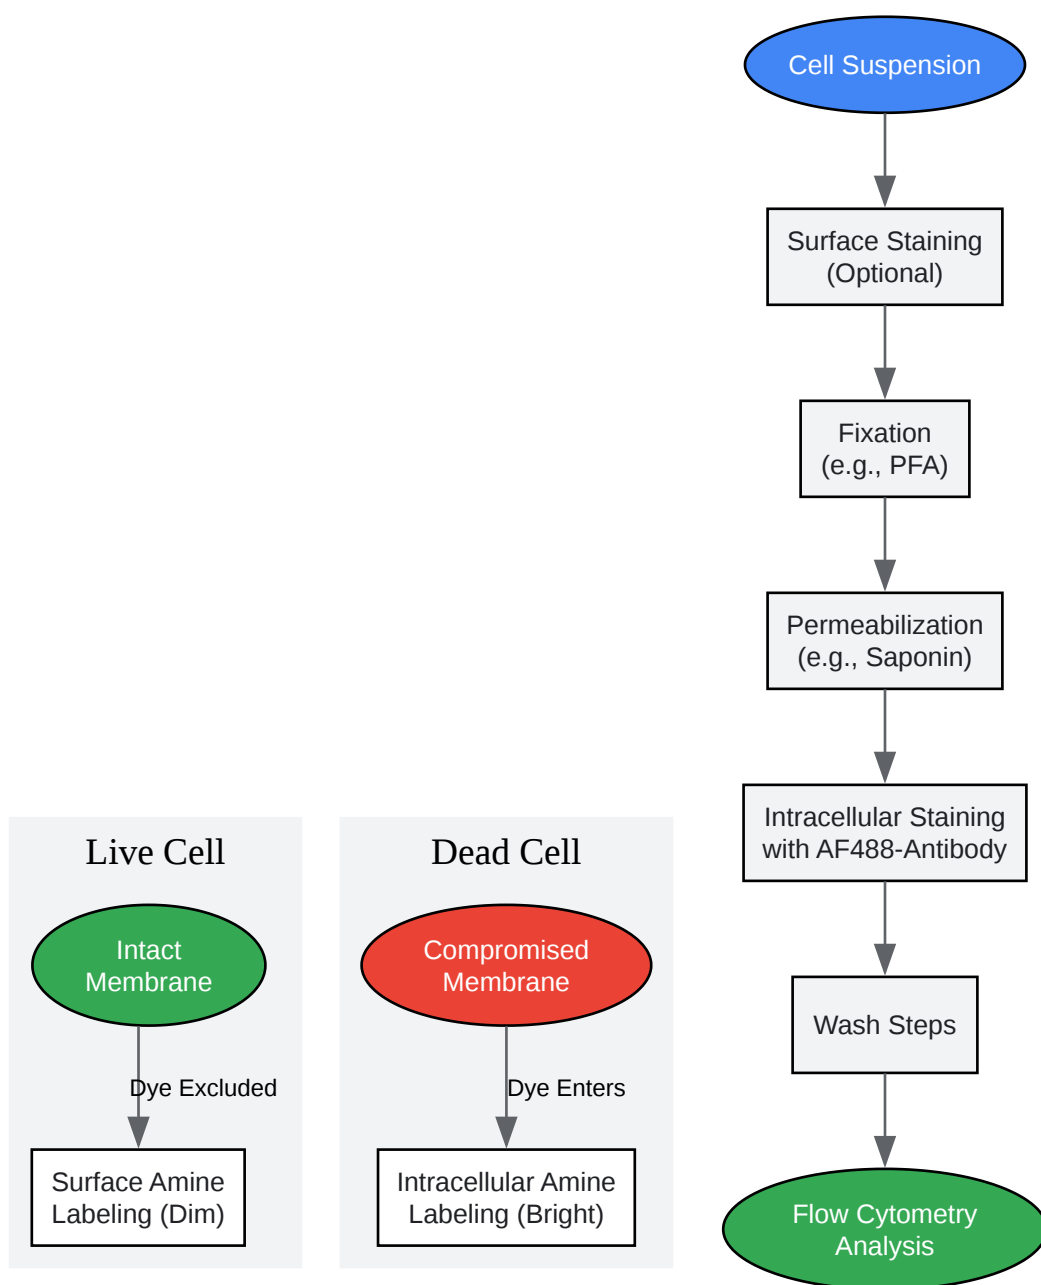 Cell Suspension
Surface Staining
(Optional)
Fixation
(e.g., PFA)
Permeabilization
(e.g., Saponin)
Intracellular Staining
with AF488-Antibody
Wash Steps
Flow Cytometry
Analysis
Live Cell
Intact
Membrane
Dye Excluded
Surface Amine
Labeling (Dim)
Dead Cell
Compromised
Membrane
Dye Enters
Intracellular Amine
Labeling (Bright)